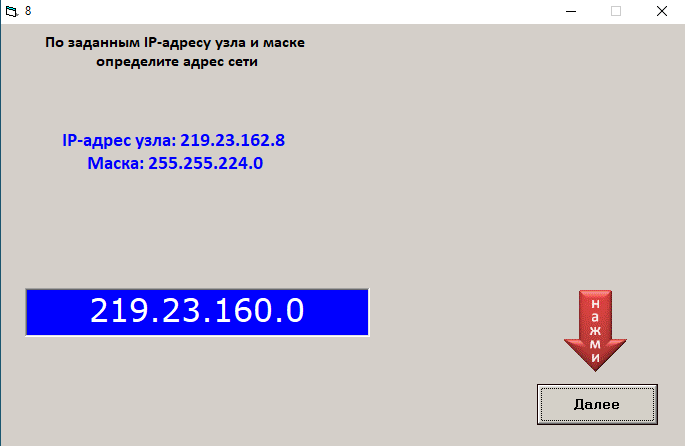 8
По заданным IP-адресу узла и маске
определите адрес сети
IP-адрес узла: 219.23.162.8
Маска: 255.255.224.0
219.23.160.0
нажми
Далее